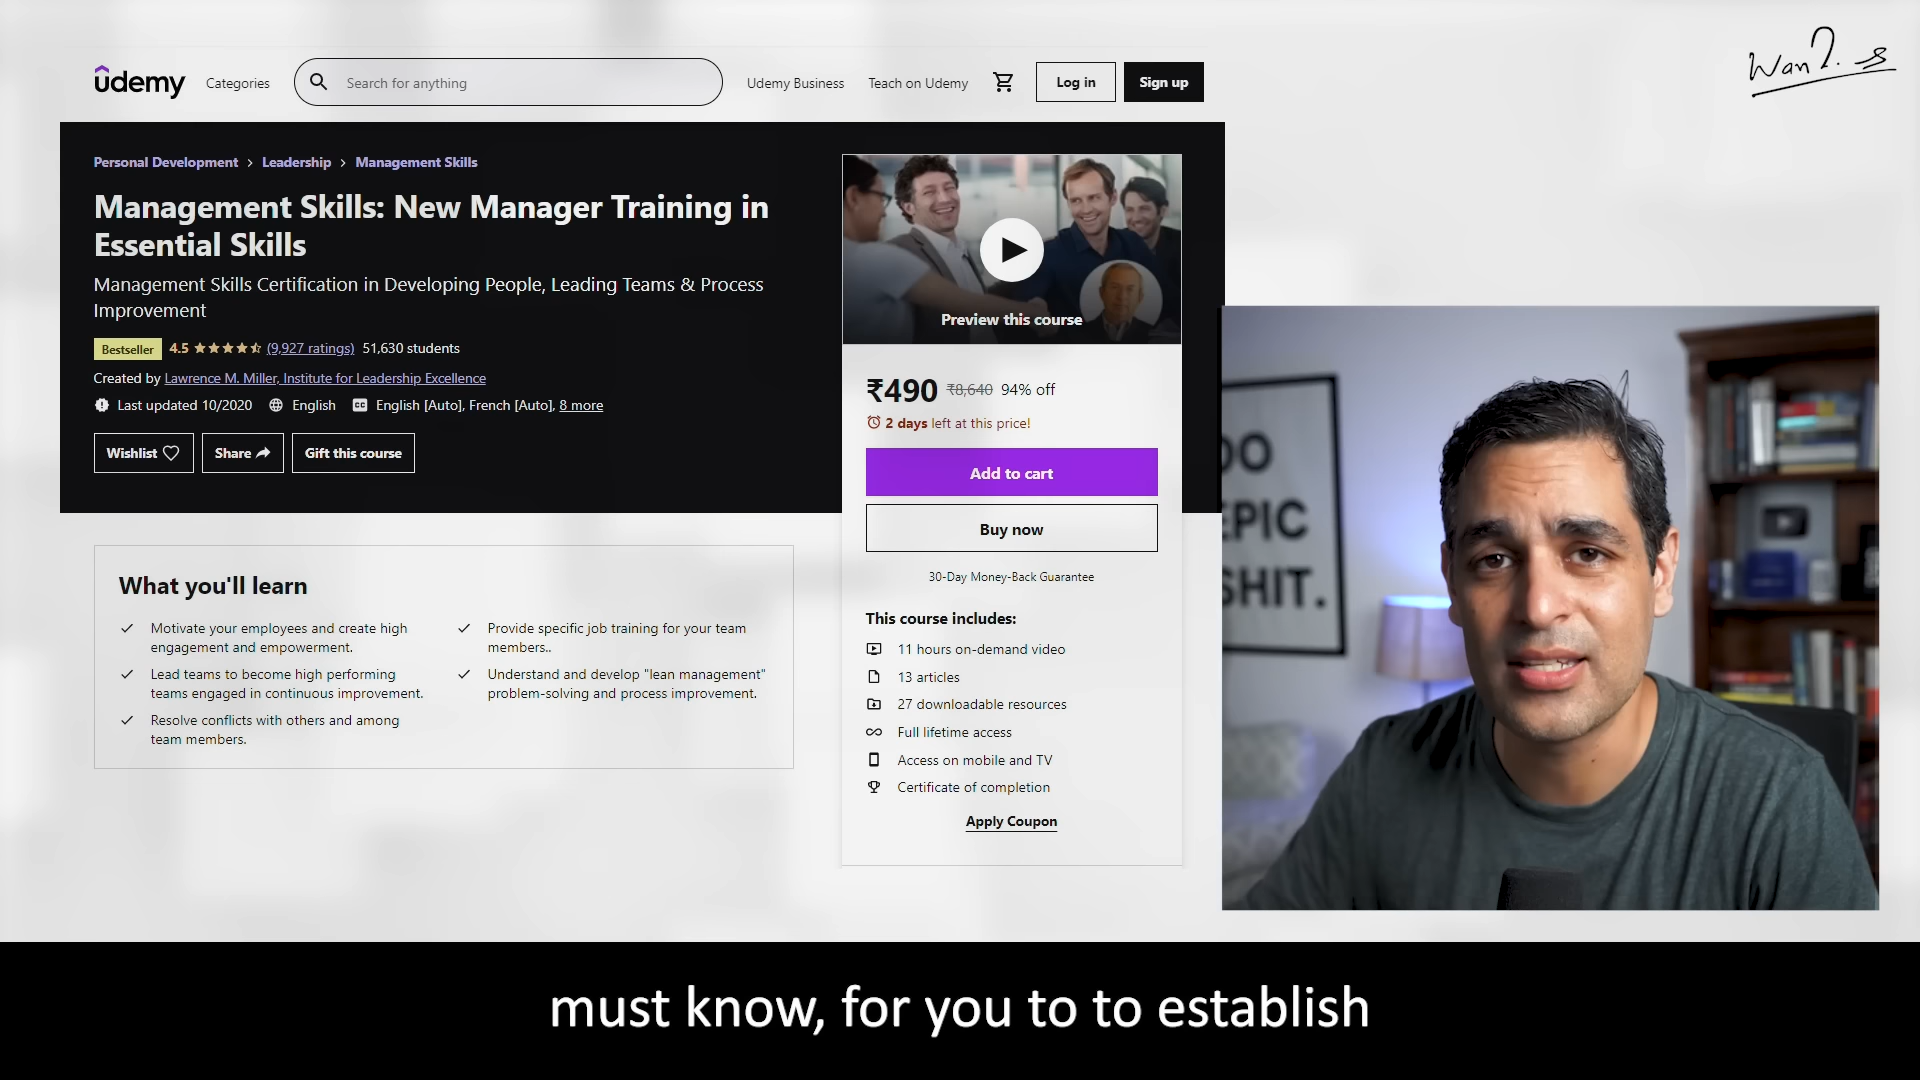 udemy
Categories
Search for anything
Udemy Business
Teach on Udemy
Log in
Sign up
Personal Development > Leadership > Management Skills
Management Skills: New Manager Training in
Essential Skills
Management Skills Certification in Developing People, Leading Teams & Process
Improvement
Bestseller 4.5 (9,927 ratings) 51,630 students
Created by Lawrence M. Miller, Institute for Leadership Excellence
Last updated 10/2020 English English [Auto], French [Auto], 8 more
Wishlist
Share
Gift this course
Preview this course
₹490 ₹8,640 94% off
2 days left at this price!
Add to cart
Buy now
30-Day Money-Back Guarantee
This course includes:
11 hours on-demand video
13 articles
27 downloadable resources
Full lifetime access
Access on mobile and TV
Certificate of completion
Apply Coupon
What you'll learn
Motivate your employees and create high
engagement and empowerment.
Lead teams to become high performing
teams engaged in continuous improvement.
Resolve conflicts with others and among
team members.
Provide specific job training for your team
members..
Understand and develop "lean management"
problem-solving and process improvement.
DO
EPIC
SHIT.
must know, for you to to establish